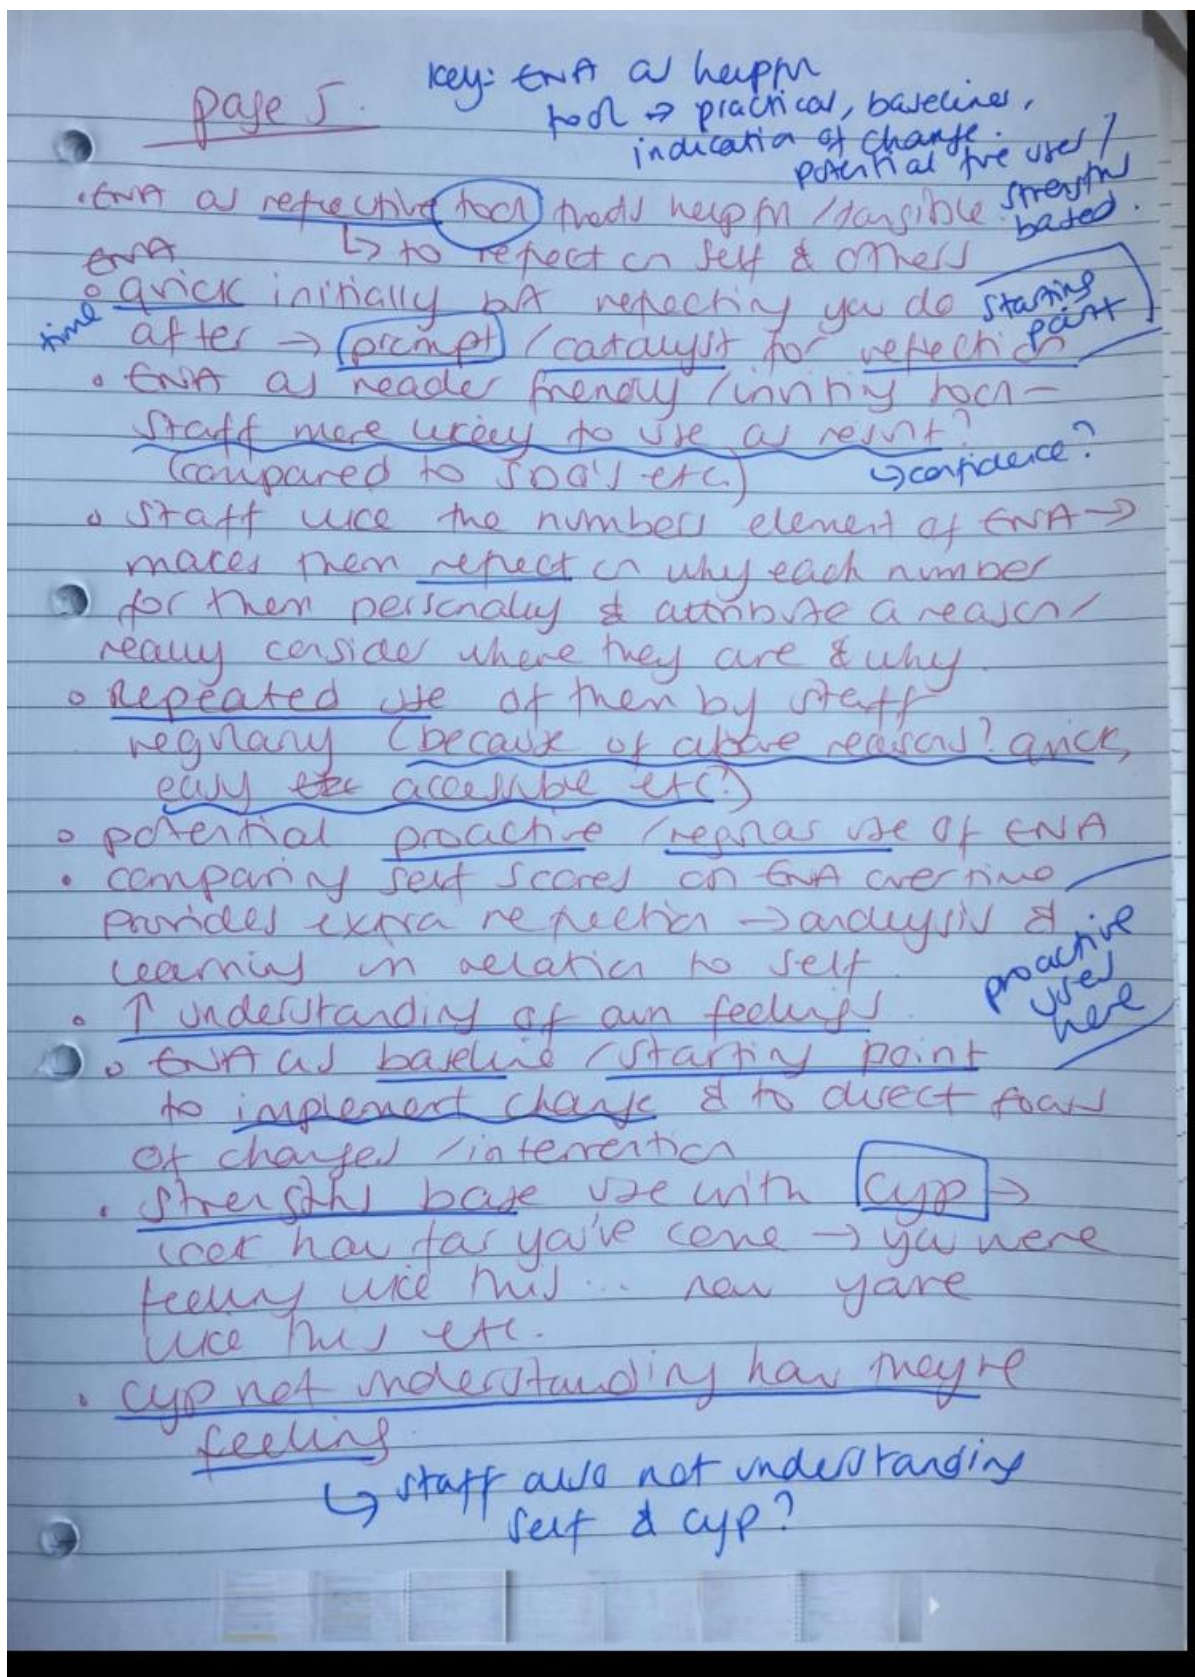 page 5.
key: ENA as helpful
tool → practical, baselines,
indication of change.
potential +ve uses /
strengths
based.
• ENA as reflective tool that's helpful / tangible
↳ to reflect on self & others
ENA
quick initially but reflecting you do
starting
point
time
after → prompt / catalyst for reflection
• ENA as reader friendly / inviting tool –
staff more likely to use as result?
(compared to SDQ's etc.)
↳ confidence?
• Staff like the numbers element of ENA →
makes them reflect on why each number
for them personally & attribute a reason /
really consider where they are & why.
• Repeated use of them by staff
regularly (because of above reasons? quick,
easy etc accessible etc?)
• potential proactive / regular use of ENA
• comparing self scores on ENA over time
provides extra reflection → analysis &
learning in relation to self.
proactive
uses
here
• ↑ understanding of own feelings.
• ENA as baseline / starting point
to implement change & to direct focus
of changes / intervention
• strengths base use with cyp →
look how far you've come → you were
feeling like this ... now you're
like this etc.
• cyp not understanding how they're
feeling.
↳ staff also not understanding
self & cyp?